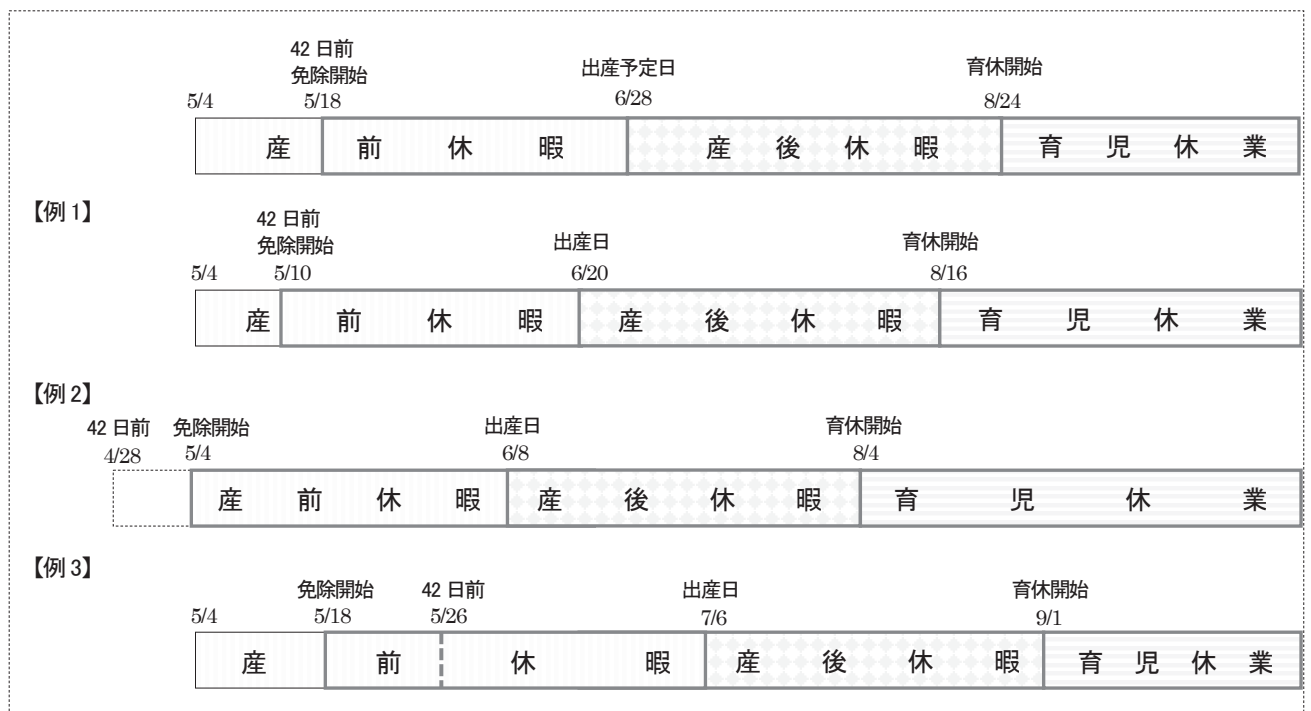 42 日前
免除開始
出産予定日
育休開始
5/4
5/18
6/28
8/24
産 前 休 暇
産 後 休 暇
育 児 休 業
【例 1】
42 日前
免除開始
出産日
育休開始
5/4
5/10
6/20
8/16
産 前 休 暇
産 後 休 暇
育 児 休 業
【例 2】
42 日前
免除開始
出産日
育休開始
4/28
5/4
6/8
8/4
産 前 休 暇
産 後 休 暇
育 児 休 業
【例 3】
免除開始
42 日前
出産日
育休開始
5/4
5/18
5/26
7/6
9/1
産 前 休 暇
産 後 休 暇
育 児 休 業